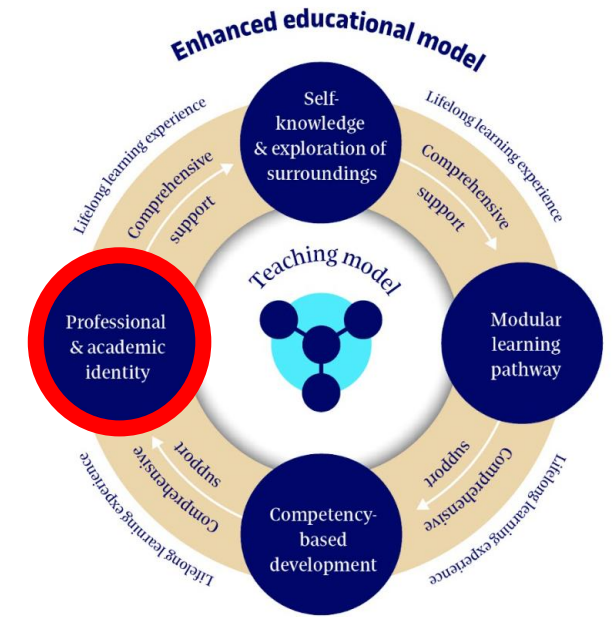 Enhanced educational model
Lifelong learning experience
Lifelong learning experience
Self-
knowledge
& exploration of
surroundings
Comprehensive
support
Comprehensive
support
Teaching model
Professional
& academic
identity
Modular
learning
pathway
support
Comprehensive
support
Comprehensive
Competency-
based
development
Lifelong learning experience
Lifelong learning experience